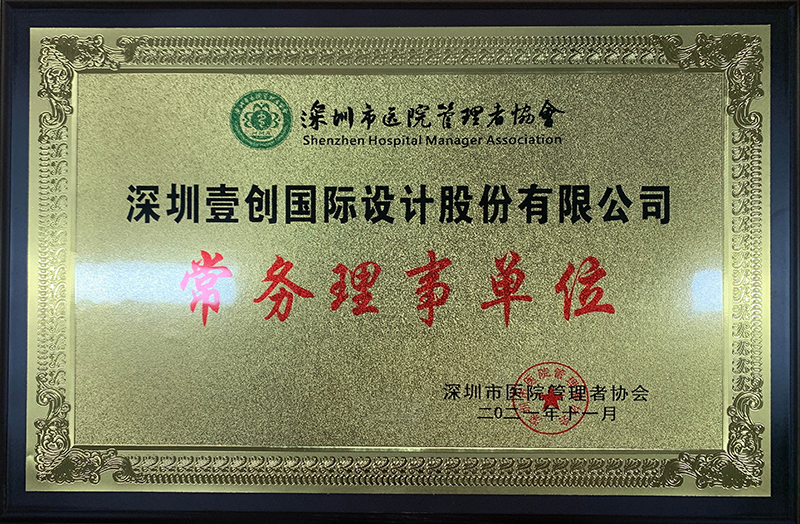 深圳市医院管理者協會
Shenzhen Hospital Manager Association
深圳壹创国际设计股份有限公司
常务理事单位
深圳市医院管理者协会
二〇二一年十一月